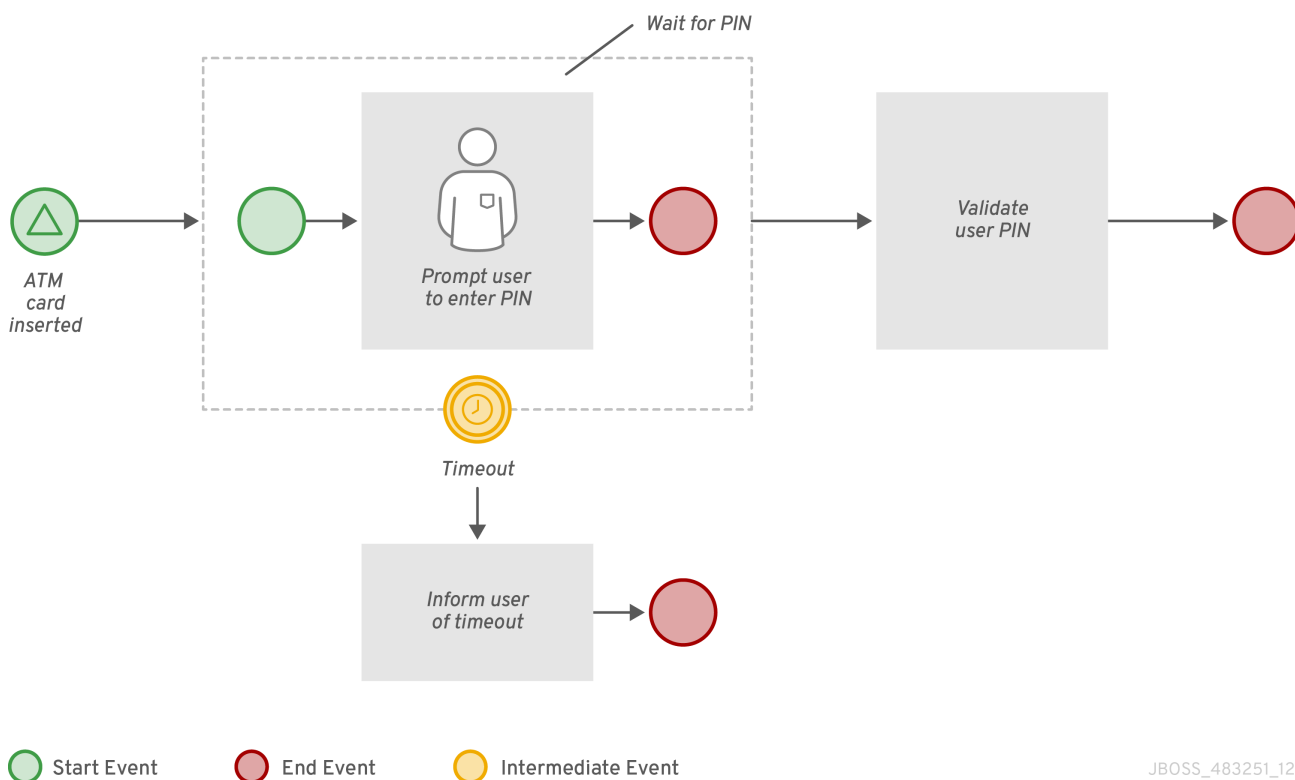 Wait for PIN
ATM
card
inserted
Prompt user
to enter PIN
Validate
user PIN
Timeout
Inform user
of timeout
Start Event
End Event
Intermediate Event
JBOSS_483251_12